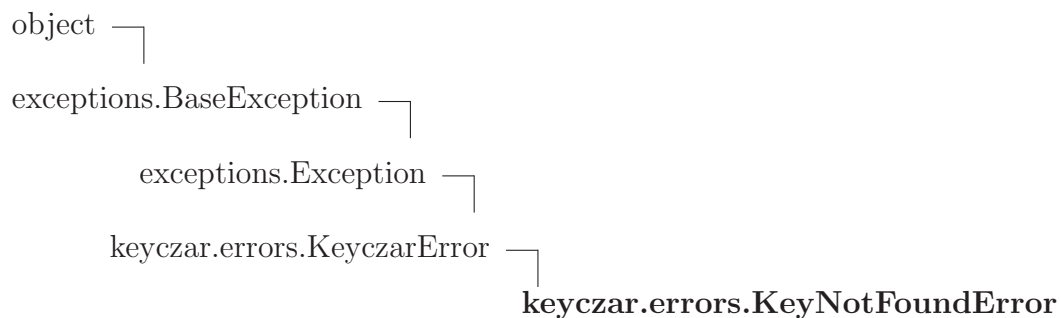 object
exceptions.BaseException
exceptions.Exception
keyczar.errors.KeyczarError
keyczar.errors.KeyNotFoundError